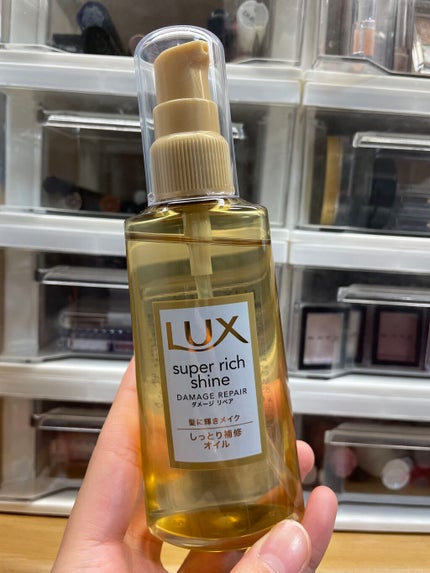 LUX
super rich
shine
DAMAGE REPAIR
ダメージ リペア
髪に輝きメイク
しっとり補修
オイル